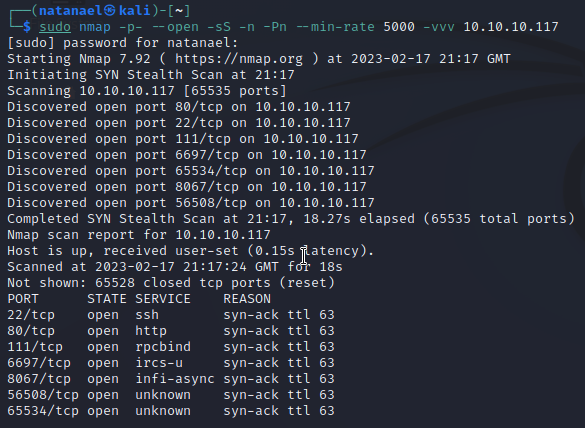 ┌──(natanael㉿kali)-[~]
└─$ sudo nmap -p- --open -sS -n -Pn --min-rate 5000 -vvv 10.10.10.117
[sudo] password for natanael:
Starting Nmap 7.92 ( https://nmap.org ) at 2023-02-17 21:17 GMT
Initiating SYN Stealth Scan at 21:17
Scanning 10.10.10.117 [65535 ports]
Discovered open port 80/tcp on 10.10.10.117
Discovered open port 22/tcp on 10.10.10.117
Discovered open port 111/tcp on 10.10.10.117
Discovered open port 6697/tcp on 10.10.10.117
Discovered open port 65534/tcp on 10.10.10.117
Discovered open port 8067/tcp on 10.10.10.117
Discovered open port 56508/tcp on 10.10.10.117
Completed SYN Stealth Scan at 21:17, 18.27s elapsed (65535 total ports)
Nmap scan report for 10.10.10.117
Host is up, received user-set (0.15s latency).
Scanned at 2023-02-17 21:17:24 GMT for 18s
Not shown: 65528 closed tcp ports (reset)
PORT      STATE SERVICE     REASON
22/tcp    open  ssh         syn-ack ttl 63
80/tcp    open  http        syn-ack ttl 63
111/tcp   open  rpcbind     syn-ack ttl 63
6697/tcp  open  ircs-u      syn-ack ttl 63
8067/tcp  open  infi-async  syn-ack ttl 63
56508/tcp open  unknown     syn-ack ttl 63
65534/tcp open  unknown     syn-ack ttl 63